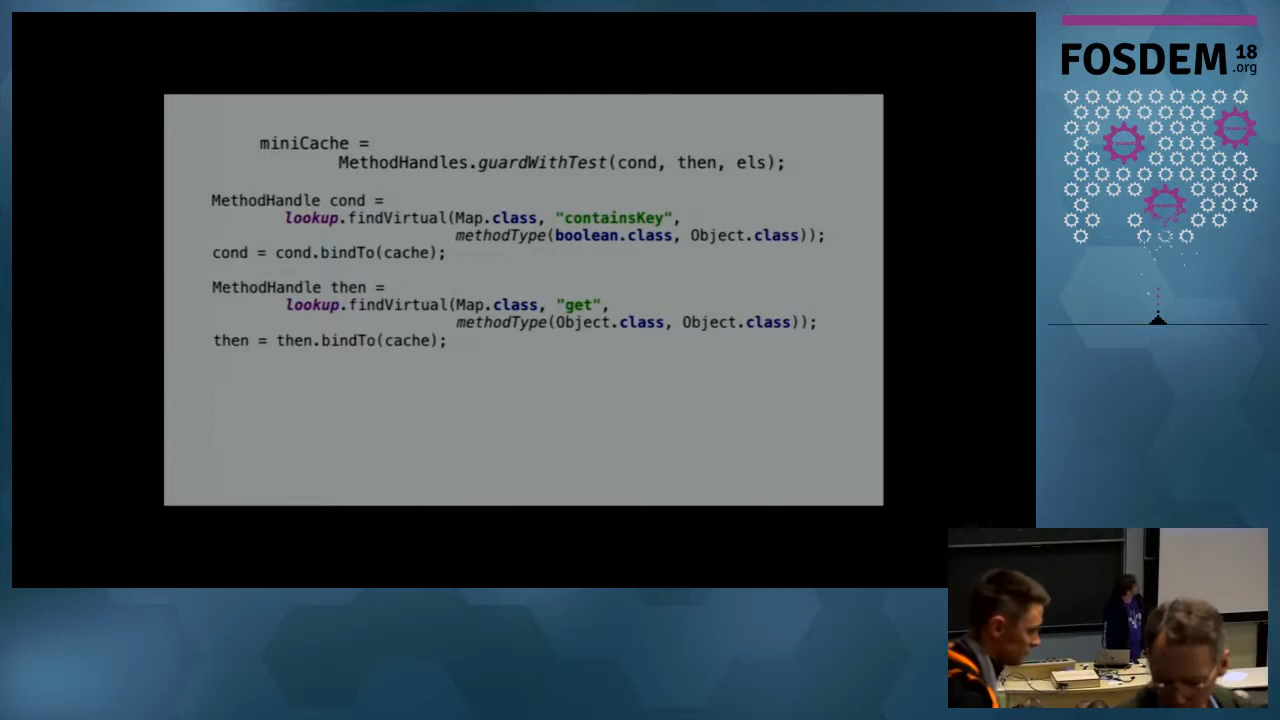 miniCache =
MethodHandles.guardWithTest(cond, then, els);
MethodHandle cond =
lookup.findVirtual(Map.class, "containsKey",
methodType(boolean.class, Object.class));
cond = cond.bindTo(cache);
MethodHandle then =
lookup.findVirtual(Map.class, "get",
methodType(Object.class, Object.class));
then = then.bindTo(cache);
FOSDEM 18
.org